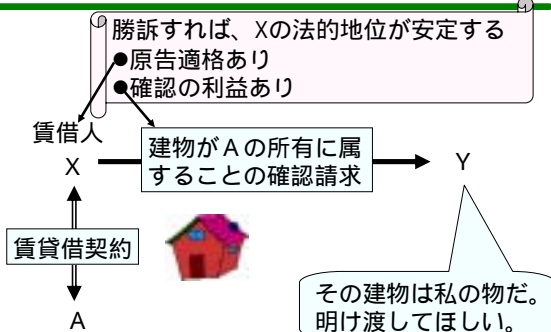 勝訴すれば、Xの法的地位が安定する
●原告適格あり
●確認の利益あり
賃借人
X
建物がAの所有に属
することの確認請求
Y
賃貸借契約
A
その建物は私の物だ。
明け渡してほしい。